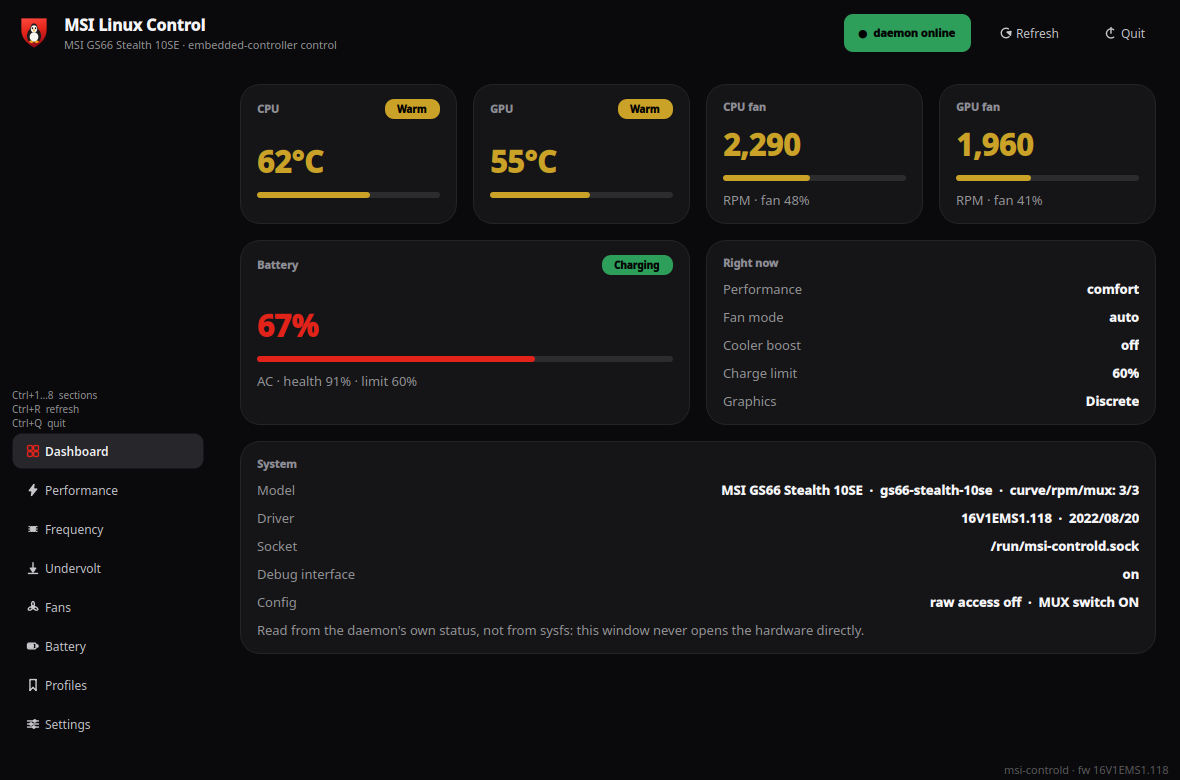 MSI Linux Control
MSI GS66 Stealth 10SE · embedded-controller control
● daemon online
Refresh
Quit
CPU
Warm
62°C
GPU
Warm
55°C
CPU fan
2,290
RPM · fan 48%
GPU fan
1,960
RPM · fan 41%
Battery
Charging
67%
AC · health 91% · limit 60%
Right now
Performance comfort
Fan mode auto
Cooler boost off
Charge limit 60%
Graphics Discrete
Ctrl+1…8 sections
Ctrl+R refresh
Ctrl+Q quit
Dashboard
Performance
Frequency
Undervolt
Fans
Battery
Profiles
Settings
System
Model MSI GS66 Stealth 10SE · gs66-stealth-10se · curve/rpm/mux: 3/3
Driver 16V1EMS1.118 · 2022/08/20
Socket /run/msi-controld.sock
Debug interface on
Config raw access off · MUX switch ON
Read from the daemon's own status, not from sysfs: this window never opens the hardware directly.
msi-controld · fw 16V1EMS1.118